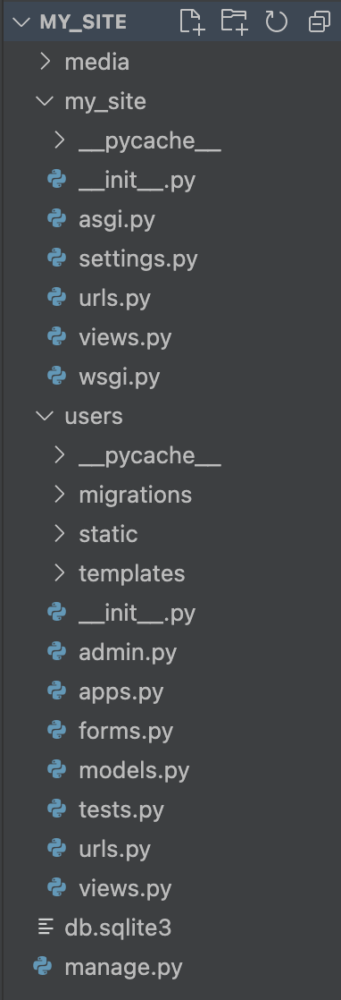 MY_SITE
media
my_site
__pycache__
__init__.py
asgi.py
settings.py
urls.py
views.py
wsgi.py
users
__pycache__
migrations
static
templates
__init__.py
admin.py
apps.py
forms.py
models.py
tests.py
urls.py
views.py
db.sqlite3
manage.py